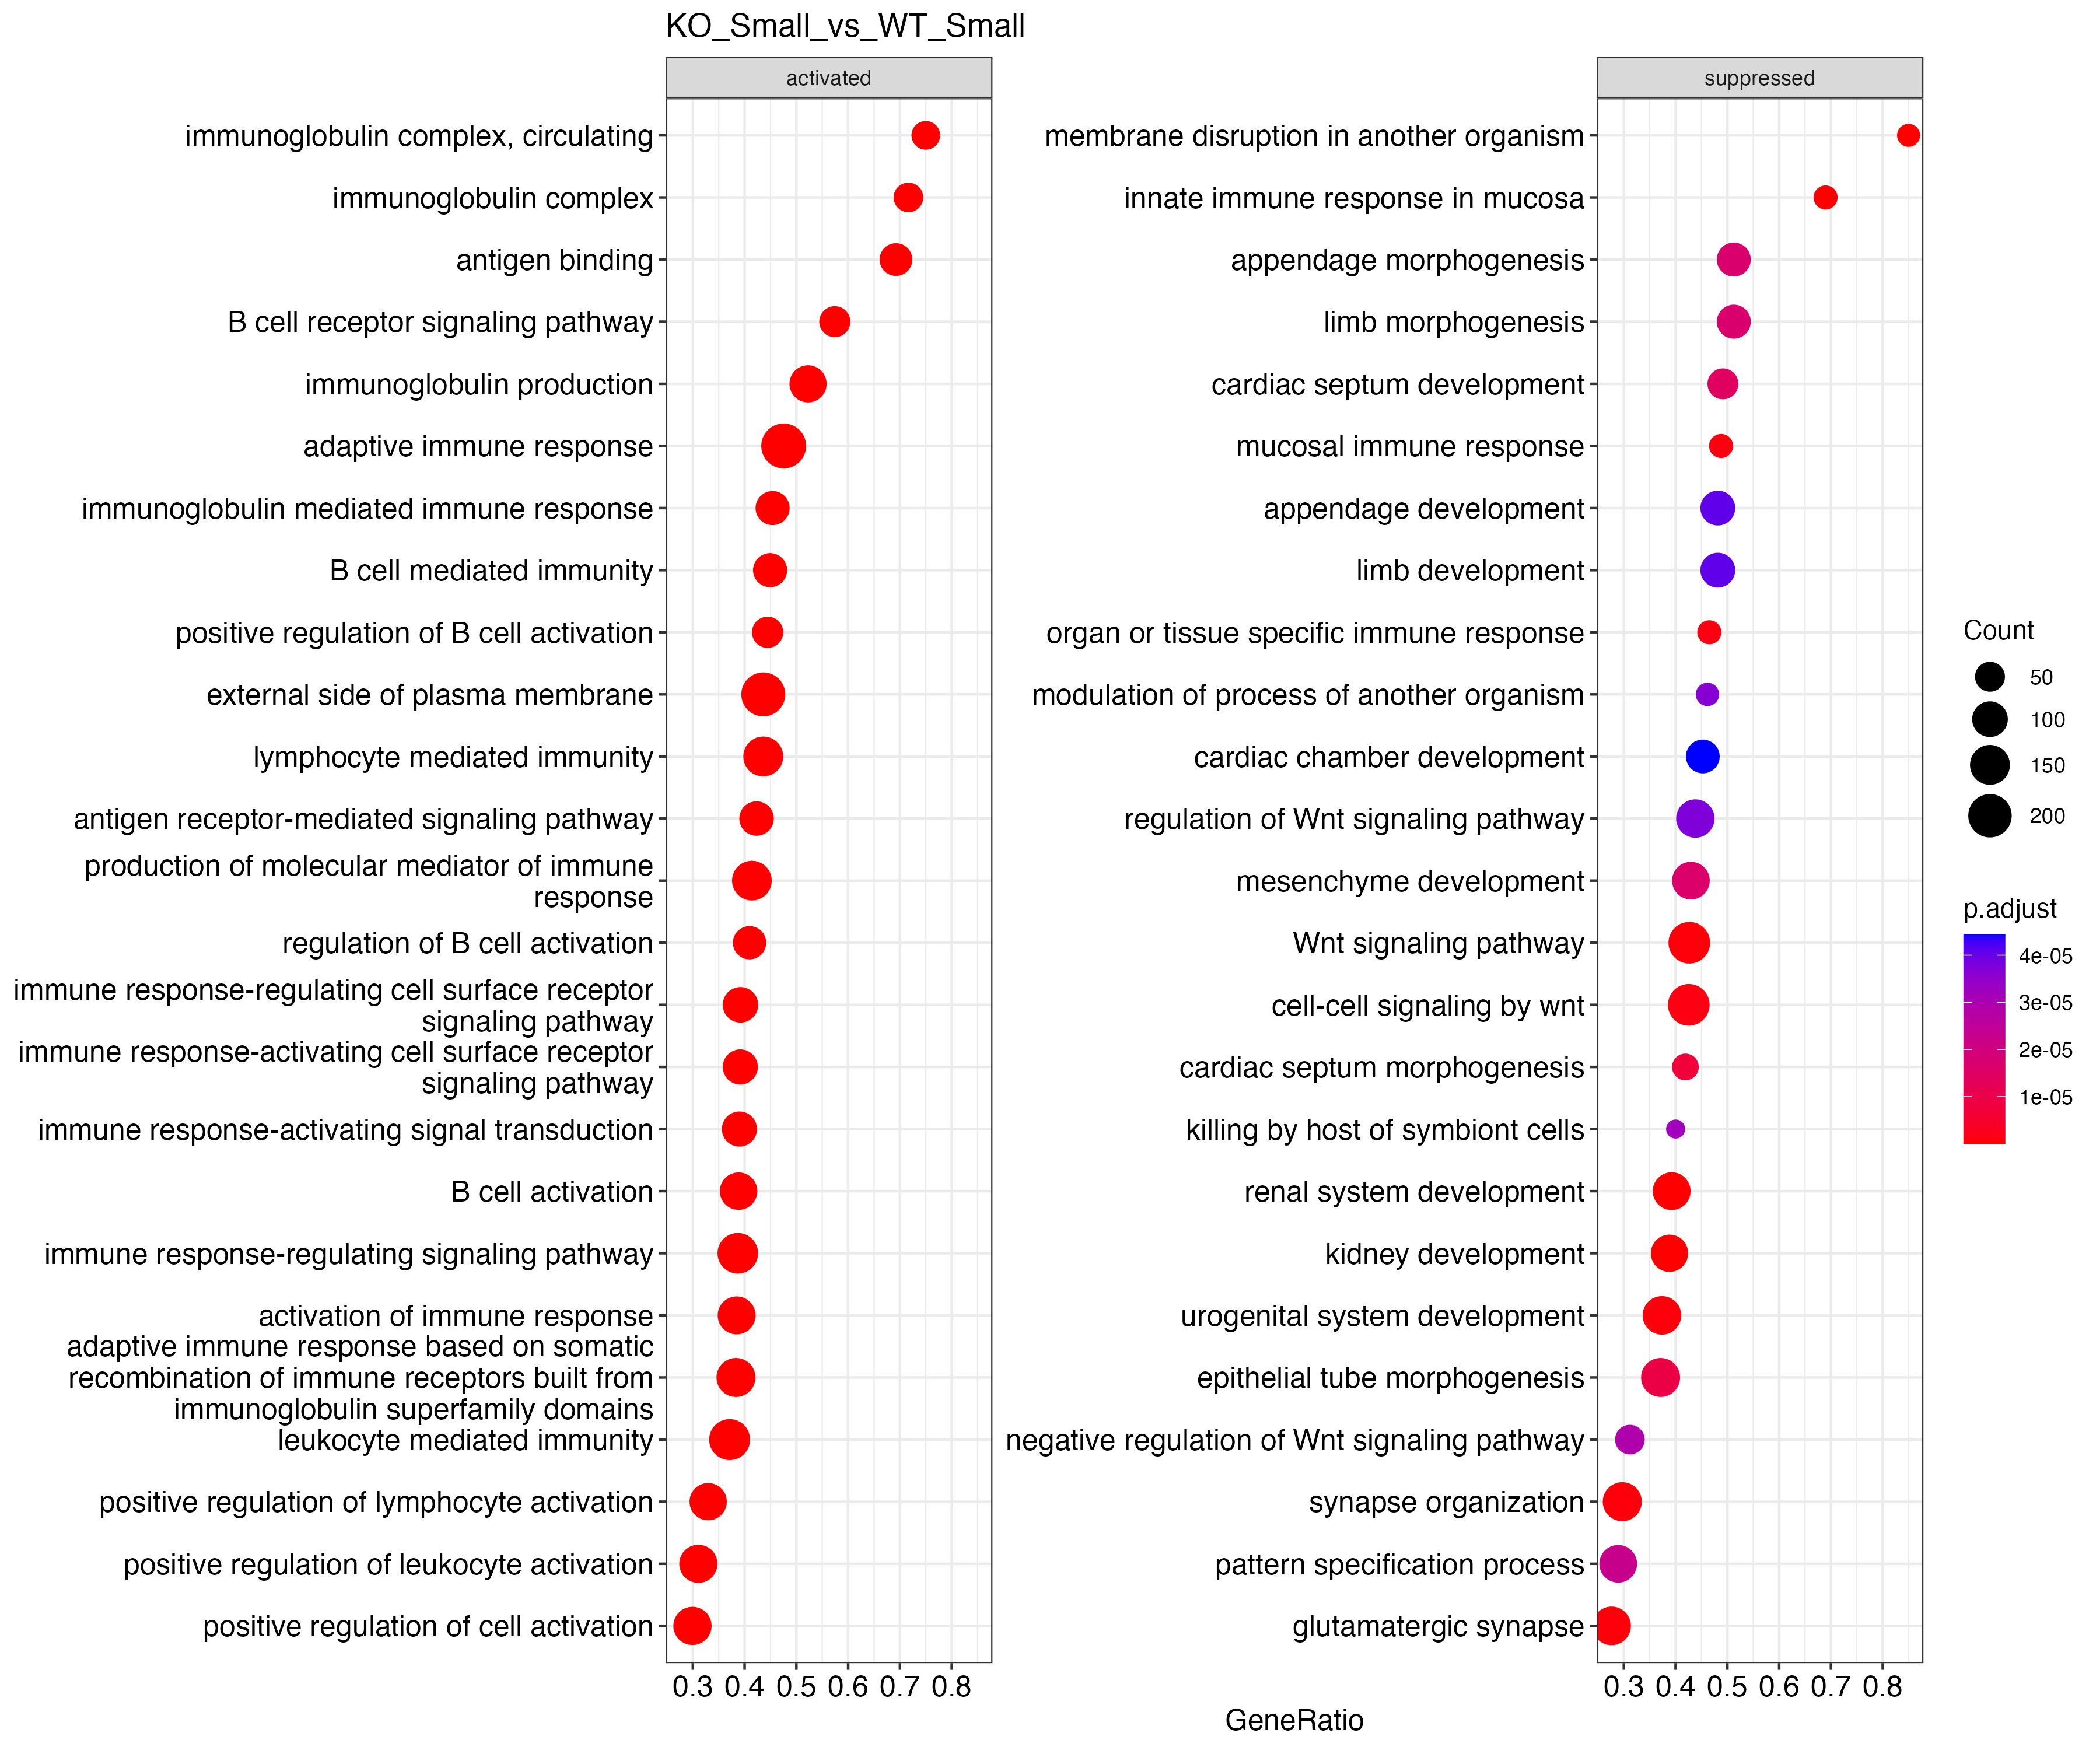 KO_Small_vs_WT_Small
activated
immunoglobulin complex, circulating
immunoglobulin complex
antigen binding
B cell receptor signaling pathway
immunoglobulin production
adaptive immune response
immunoglobulin mediated immune response
B cell mediated immunity
positive regulation of B cell activation
external side of plasma membrane
lymphocyte mediated immunity
antigen receptor-mediated signaling pathway
production of molecular mediator of immune
response
regulation of B cell activation
immune response-regulating cell surface receptor
signaling pathway
immune response-activating cell surface receptor
signaling pathway
immune response-activating signal transduction
B cell activation
immune response-regulating signaling pathway
activation of immune response
adaptive immune response based on somatic
recombination of immune receptors built from
immunoglobulin superfamily domains
leukocyte mediated immunity
positive regulation of lymphocyte activation
positive regulation of leukocyte activation
positive regulation of cell activation
0.3 0.4 0.5 0.6 0.7 0.8
suppressed
membrane disruption in another organism
innate immune response in mucosa
appendage morphogenesis
limb morphogenesis
cardiac septum development
mucosal immune response
appendage development
limb development
organ or tissue specific immune response
modulation of process of another organism
cardiac chamber development
regulation of Wnt signaling pathway
mesenchyme development
Wnt signaling pathway
cell-cell signaling by wnt
cardiac septum morphogenesis
killing by host of symbiont cells
renal system development
kidney development
urogenital system development
epithelial tube morphogenesis
negative regulation of Wnt signaling pathway
synapse organization
pattern specification process
glutamatergic synapse
0.3 0.4 0.5 0.6 0.7 0.8
GeneRatio
Count
50
100
150
200
p.adjust
4e-05
3e-05
2e-05
1e-05